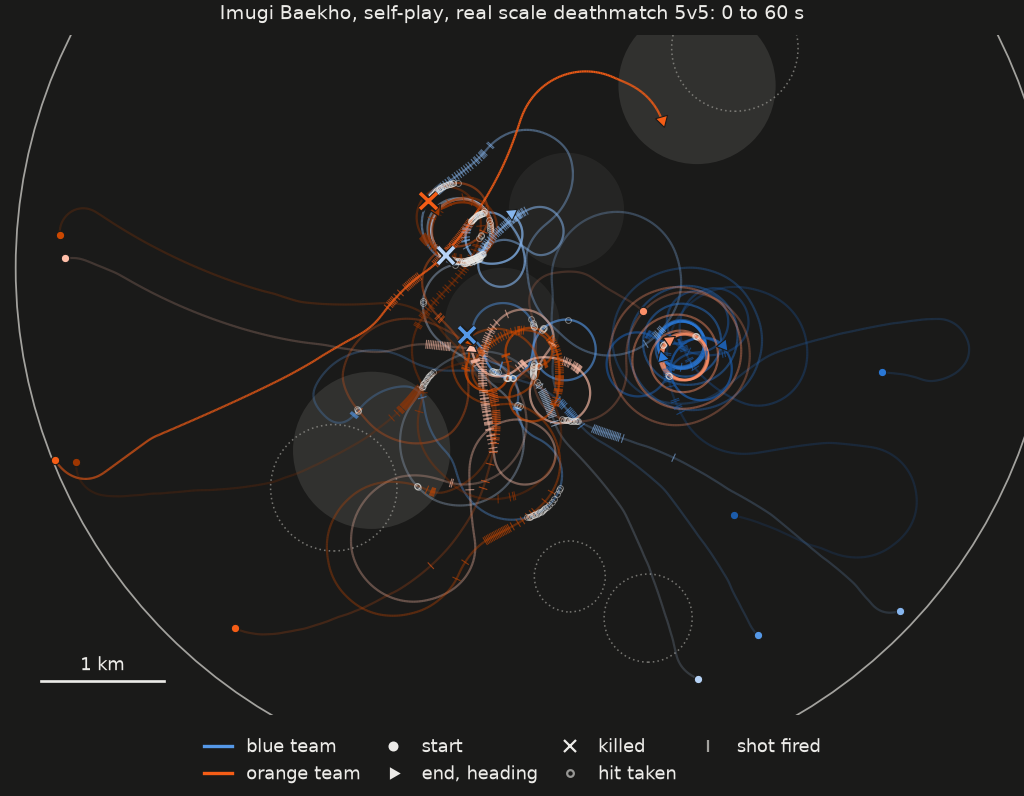 Imugi Baekho, self-play, real scale deathmatch 5v5: 0 to 60 s
1 km
blue team
start
killed
shot fired
orange team
end, heading
hit taken